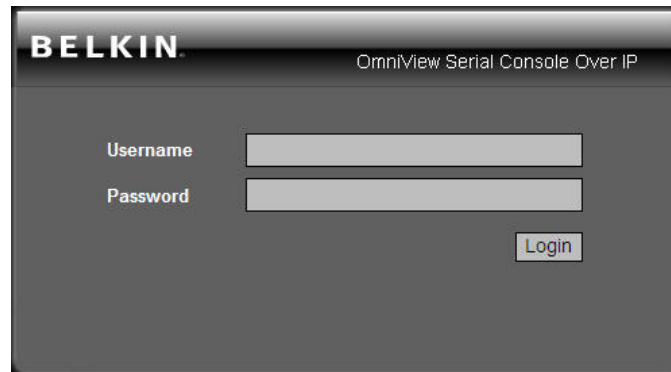 BELKIN.
OmniView Serial Console Over IP
Username
Password
Login